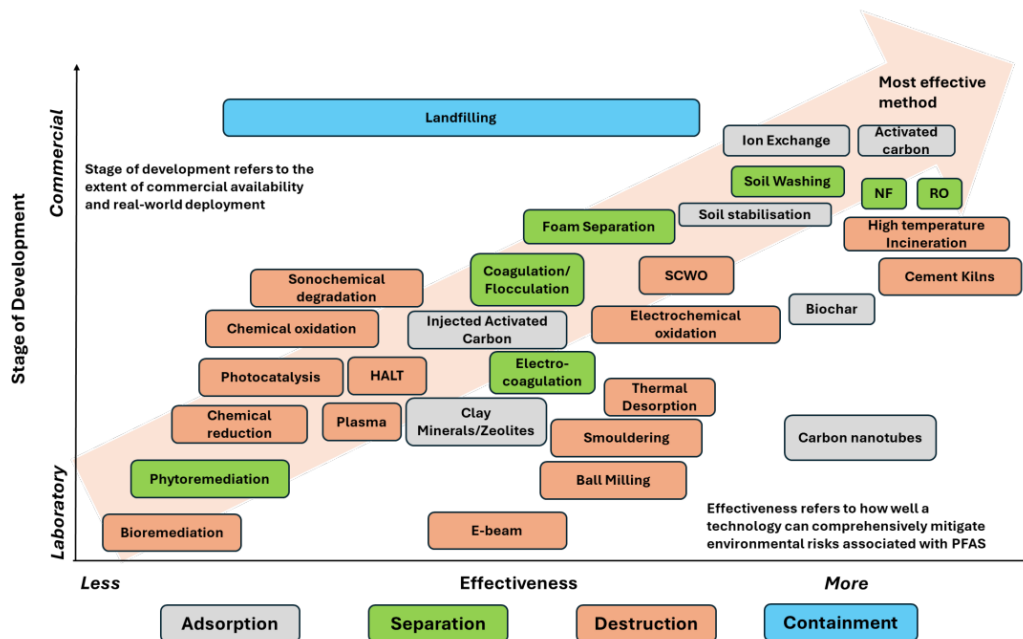 Most effective
method
Commercial
Landfilling
Ion Exchange
Activated
carbon
Stage of development refers to the
extent of commercial availability
and real-world deployment
Soil Washing
NF
RO
Soil stabilisation
Foam Separation
High temperature
Incineration
Stage of Development
Sonochemical
degradation
Coagulation/
Flocculation
SCWO
Cement Kilns
Chemical oxidation
Injected Activated
Carbon
Electrochemical
oxidation
Biochar
Photocatalysis
HALT
Electro-
coagulation
Thermal
Desorption
Chemical
reduction
Plasma
Clay
Minerals/Zeolites
Smouldering
Carbon nanotubes
Laboratory
Phytoremediation
Ball Milling
Bioremediation
E-beam
Effectiveness refers to how well a
technology can comprehensively mitigate
environmental risks associated with PFAS
Less
Effectiveness
More
Adsorption
Separation
Destruction
Containment